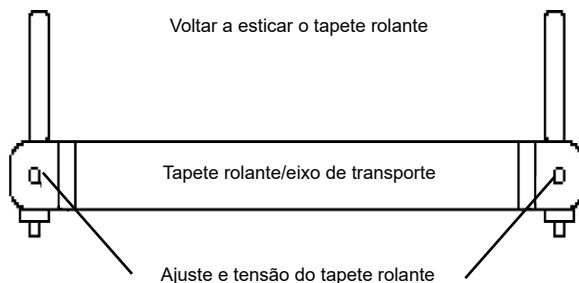 Voltar a esticar o tapete rolante
Tapete rolante/eixo de transporte
Ajuste e tensão do tapete rolante